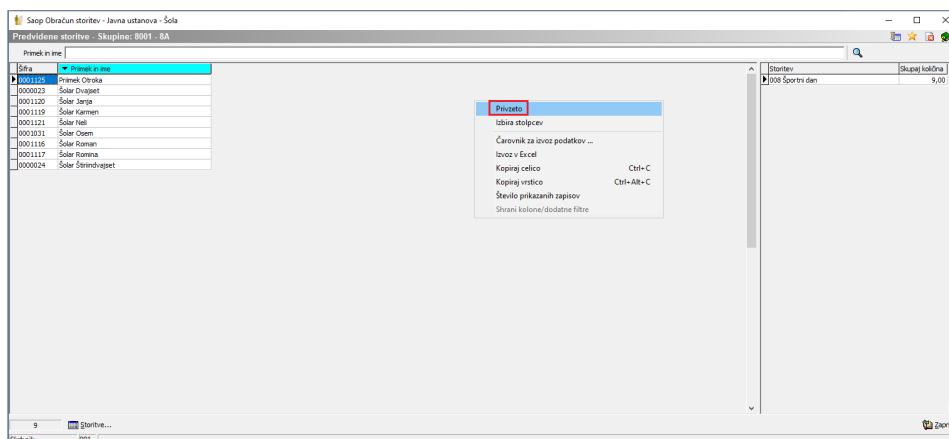 Saop Obračun storitev - Javna ustanova - Šola
Predvidene storitve - Skupine: 8001 - 8A
Priimek in ime
Šifra Priimek in ime
0001125 Priimek Otroka
0000023 Šolar Dvajset
0001120 Šolar Janja
0001119 Šolar Karmen
0001121 Šolar Neli
0001031 Šolar Osem
0001116 Šolar Roman
0001117 Šolar Romina
0000024 Šolar Štiriindvajset
Privzeto
Izbira stolpcev
Čarovnik za izvoz podatkov ...
Izvoz v Excel
Kopiraj celico Ctrl+C
Kopiraj vrstico Ctrl+Alt+C
Število prikazanih zapisov
Shrani kolone/dodatne filtre
Storitev Skupaj količina
008 Športni dan 9,00
9 Storitve... Zapri
001